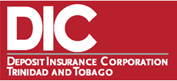 DIC
DEPOSIT INSURANCE CORPORATION
TRINIDAD AND TOBAGO